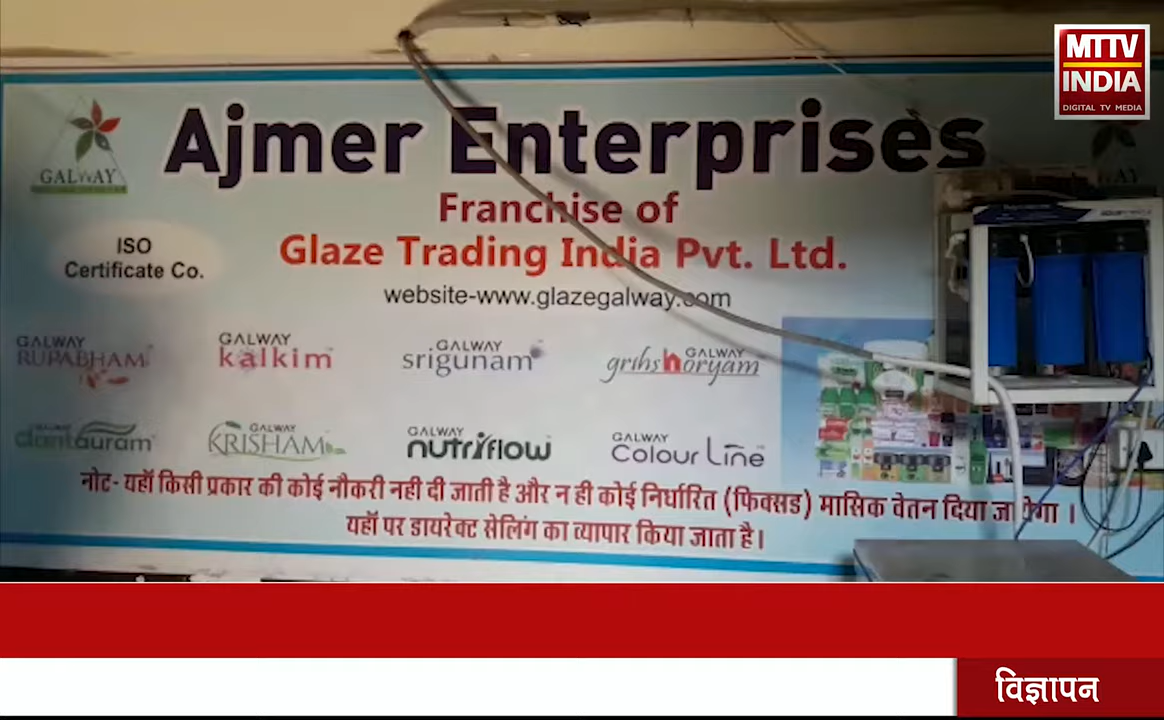 MTTV
INDIA
DIGITAL TV MEDIA
GALWAY
Ajmer Enterprises
Franchise of
Glaze Trading India Pvt. Ltd.
website-www.glazegalway.com
ISO
Certificate Co.
GALWAY RUPABHAM
GALWAY kalkim
GALWAY srigunam
GALWAY grihshoryam
GALWAY dantauram
GALWAY KRISHAM
GALWAY nutriflow
GALWAY Colour Line
नोट- यहाँ किसी प्रकार की कोई नौकरी नही दी जाती है और न ही कोई निर्धारित (फिक्सड) मासिक वेतन दिया जायेगा ।
यहाँ पर डायरेक्ट सेलिंग का व्यापार किया जाता है।
विज्ञापन